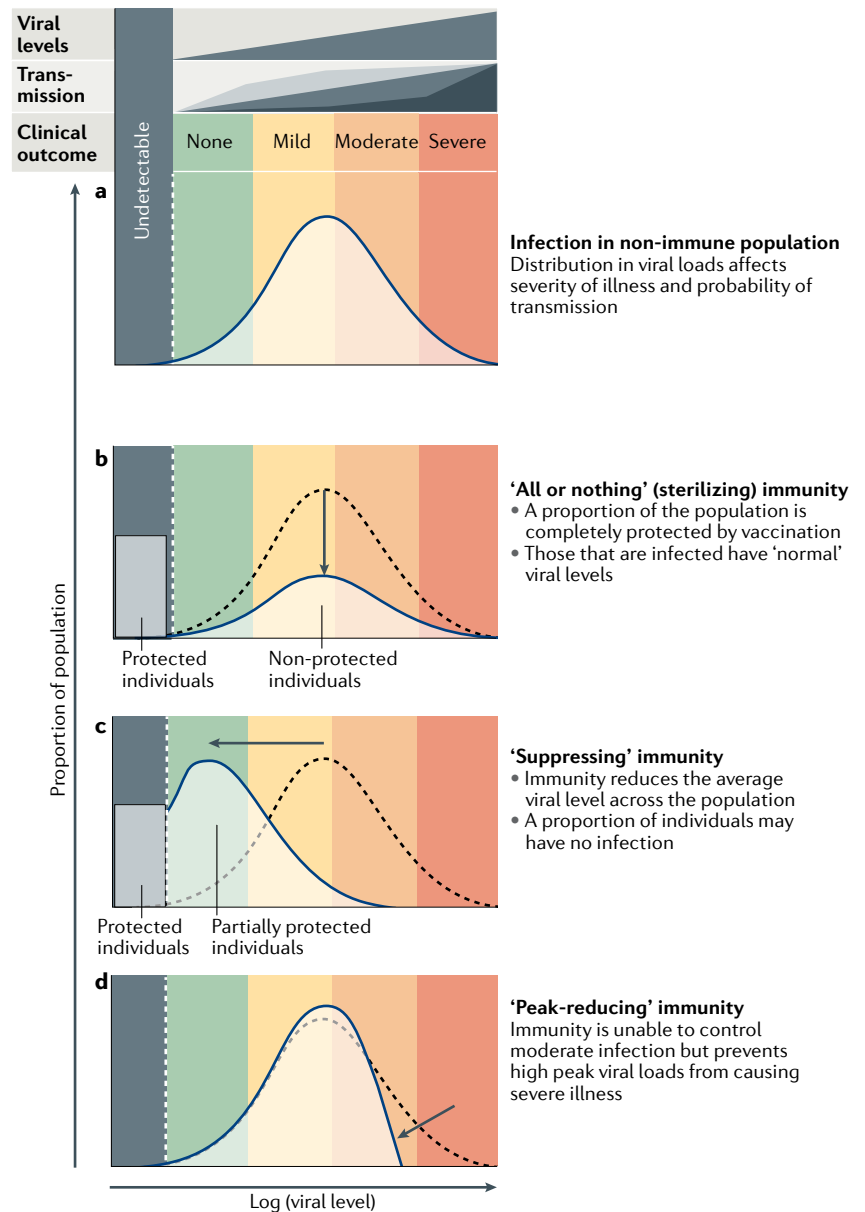 Viral
levels
Trans-
mission
Clinical
outcome
Undetectable
None
Mild
Moderate
Severe
a
Infection in non-immune population
Distribution in viral loads affects
severity of illness and probability of
transmission
b
'All or nothing' (sterilizing) immunity
• A proportion of the population is
completely protected by vaccination
• Those that are infected have 'normal'
viral levels
Protected
individuals
Non-protected
individuals
Proportion of population
c
'Suppressing' immunity
• Immunity reduces the average
viral level across the population
• A proportion of individuals may
have no infection
Protected
individuals
Partially protected
individuals
d
'Peak-reducing' immunity
Immunity is unable to control
moderate infection but prevents
high peak viral loads from causing
severe illness
Log (viral level)